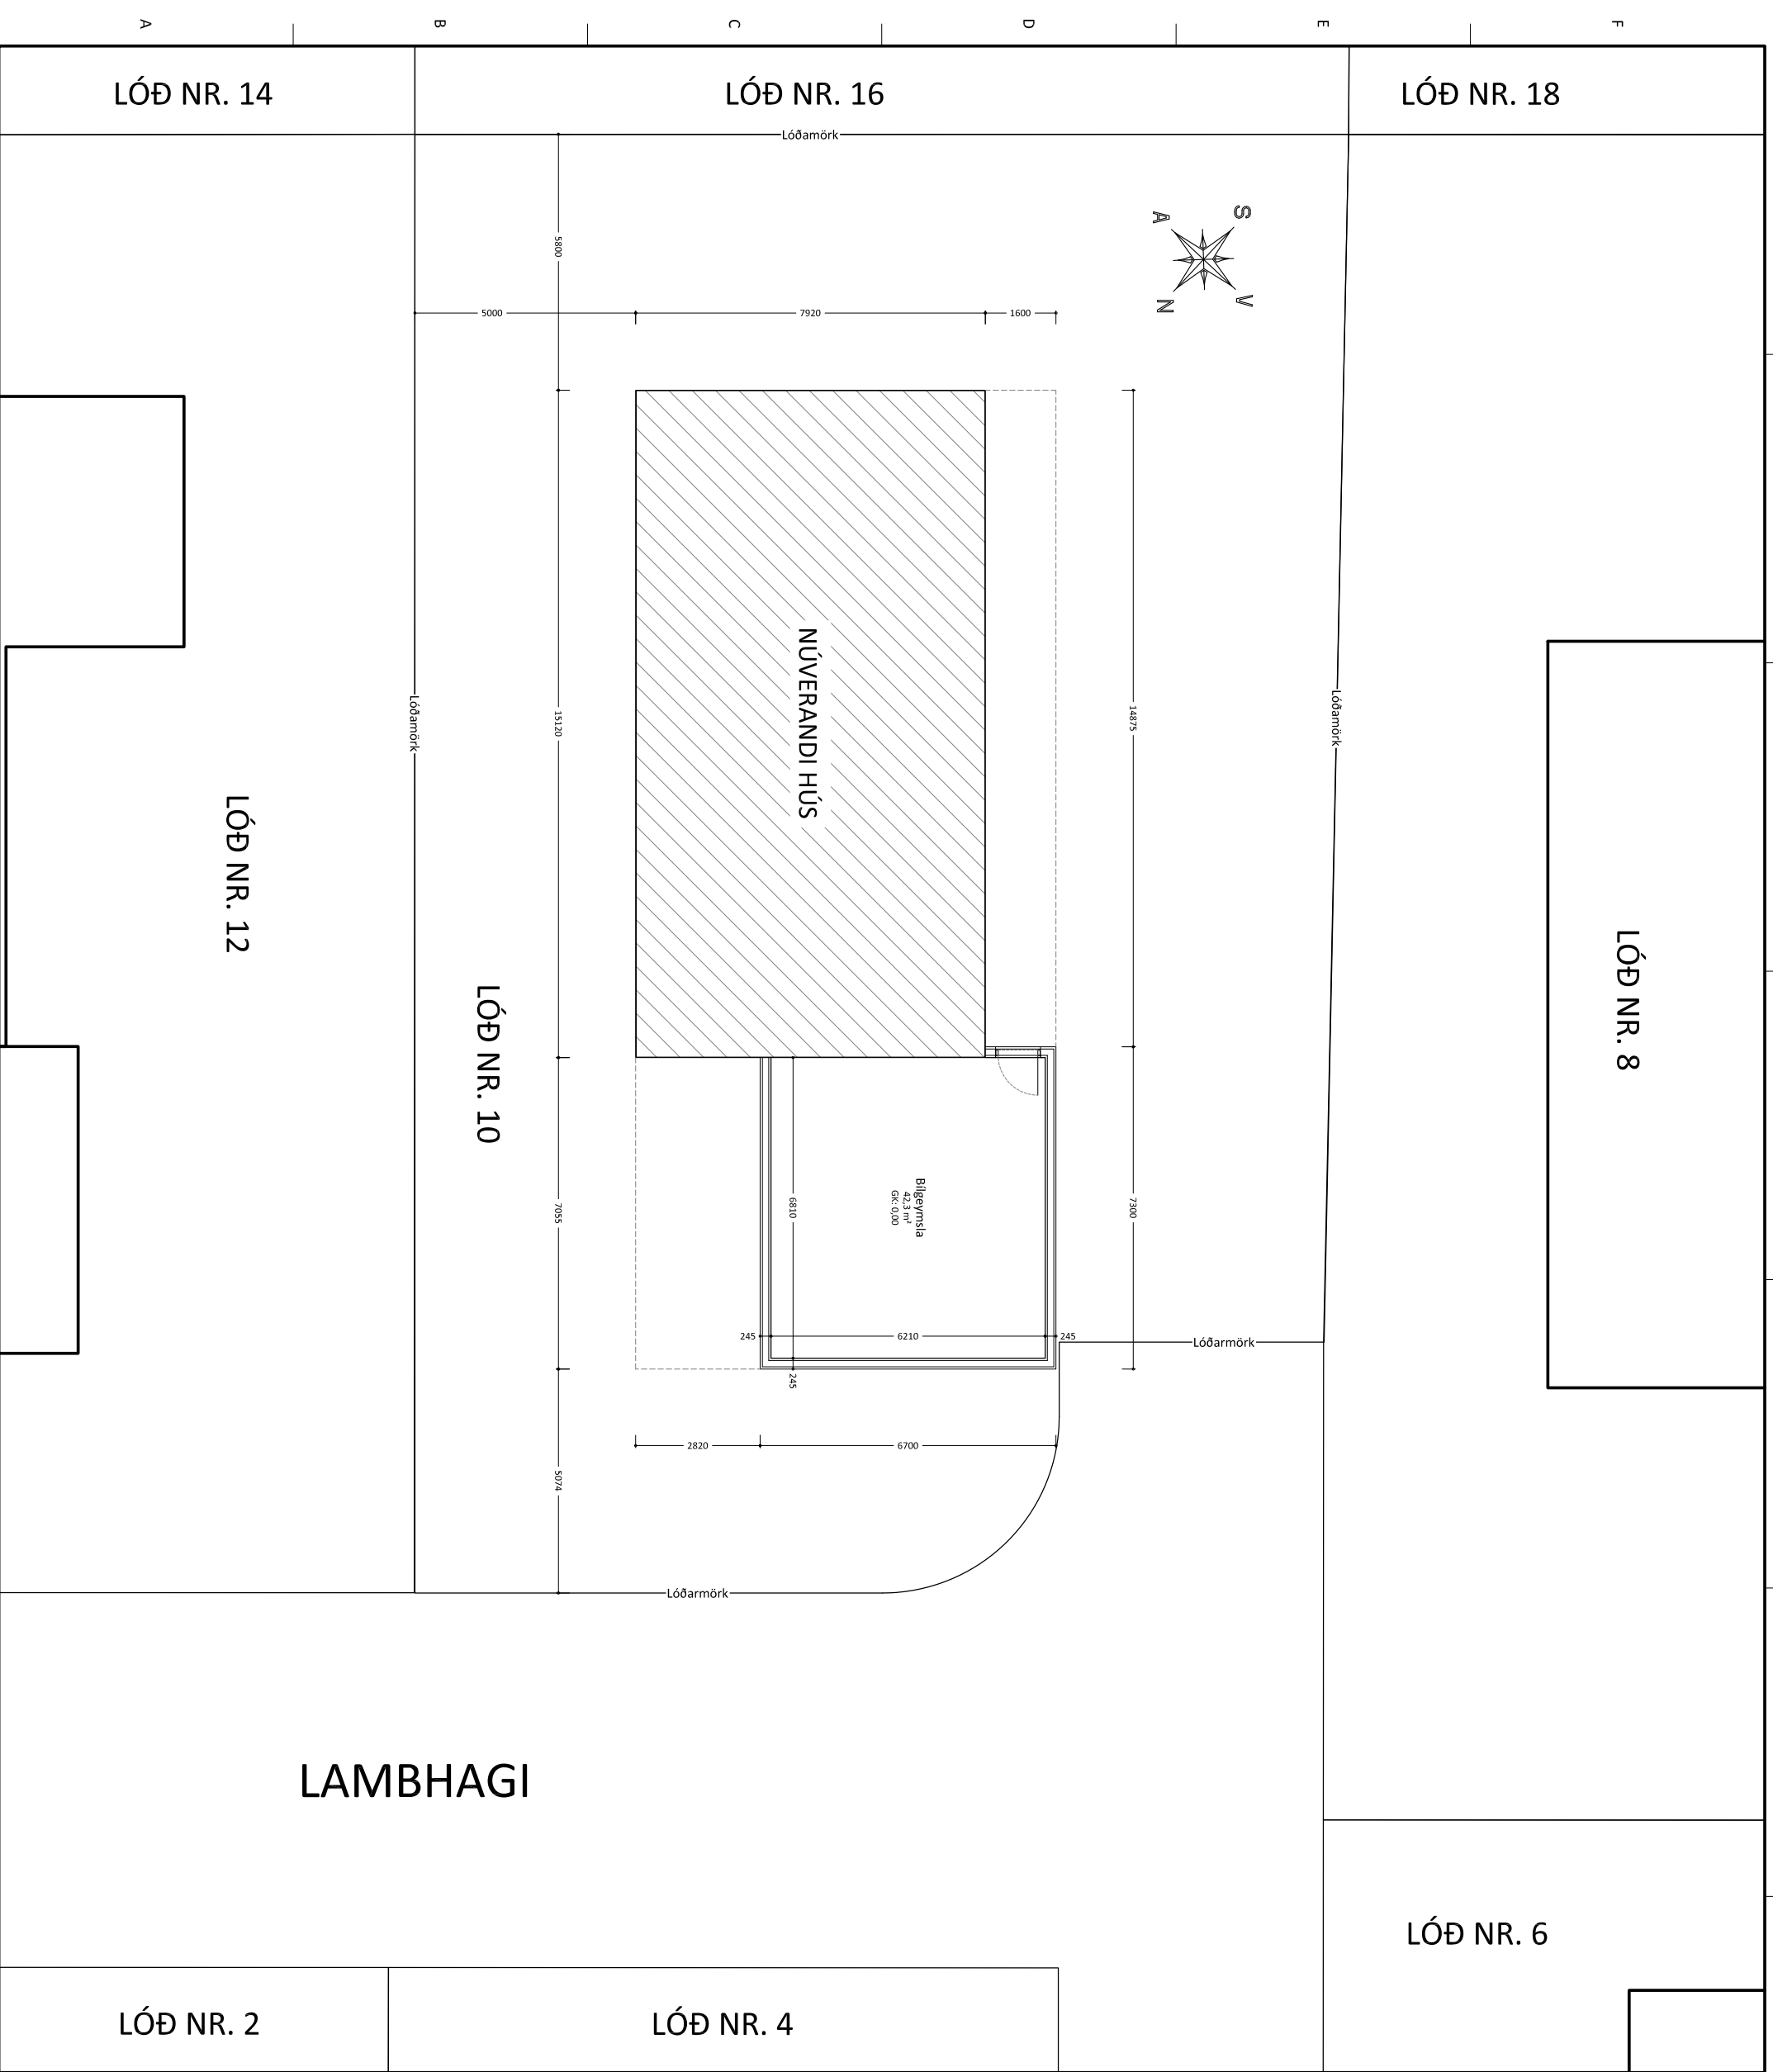 A
B
C
D
E
F
LÓÐ NR. 14
LÓÐ NR. 16
LÓÐ NR. 18
Lóðamörk
S
A
V
N
5800
5000
7920
1600
NÚVERANDI HÚS
15120
14875
Lóðamörk
Lóðamörk
LÓÐ NR. 12
LÓÐ NR. 10
LÓÐ NR. 8
Bílgeymsla
42,3 m²
GK: 0,00
7055
6810
7300
245
6210
245
245
Lóðarmörk
2820
6700
5074
Lóðarmörk
LAMBHAGI
LÓÐ NR. 6
LÓÐ NR. 2
LÓÐ NR. 4